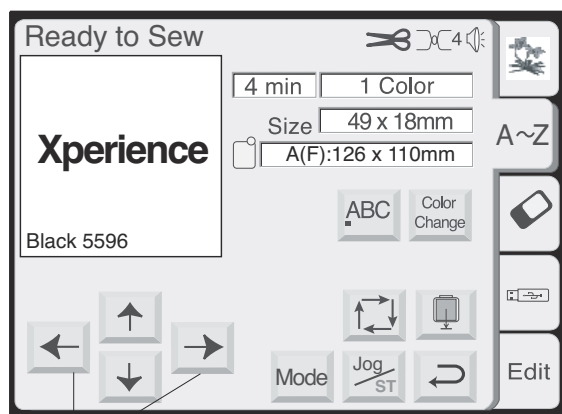 Ready to Sew
4
4 min
1 Color
Size
49 x 18mm
A(F):126 x 110mm
Xperience
Black 5596
ABC
Color
Change
Mode
Jog
ST
A~Z
Edit